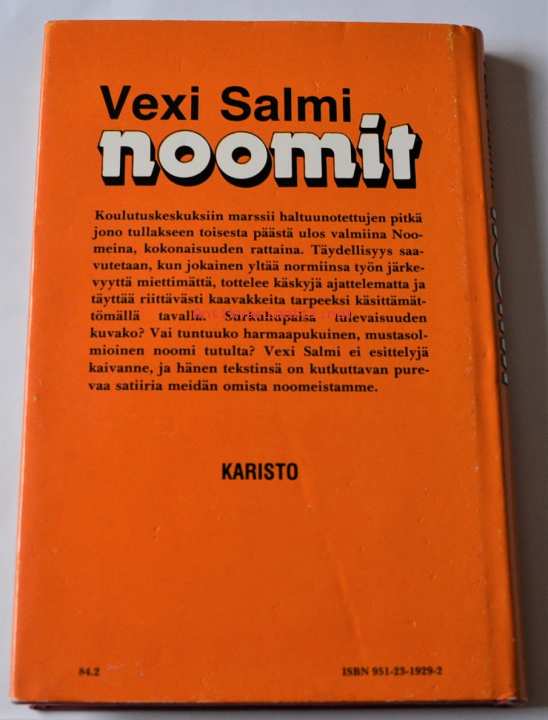 Vexi Salmi
noomit
Koulutuskeskuksiin marssii haltuunotettujen pitkä
jono tullakseen toisesta päästä ulos valmiina Noo-
meina, kokonaisuuden rattaina. Täydellisyys saa-
vutetaan, kun jokainen yltää normiinsa työn järke-
vyyttä miettimättä, tottelee käskyjä ajattelematta ja
täyttää riittävästi kaavakkeita tarpeeksi käsittämät-
tömällä tavalla. tulevaisuuden
kuvako? Vai tuntuuko harmaapukuinen, mustasol-
mioinen noomi tutulta? Vexi Salmi ei esittelyjä
kaivanne, ja hänen tekstinsä on kutkuttavan pure-
vaa satiiria meidän omista noomeistamme.
KARISTO
84.2
ISBN 951-23-1929-2